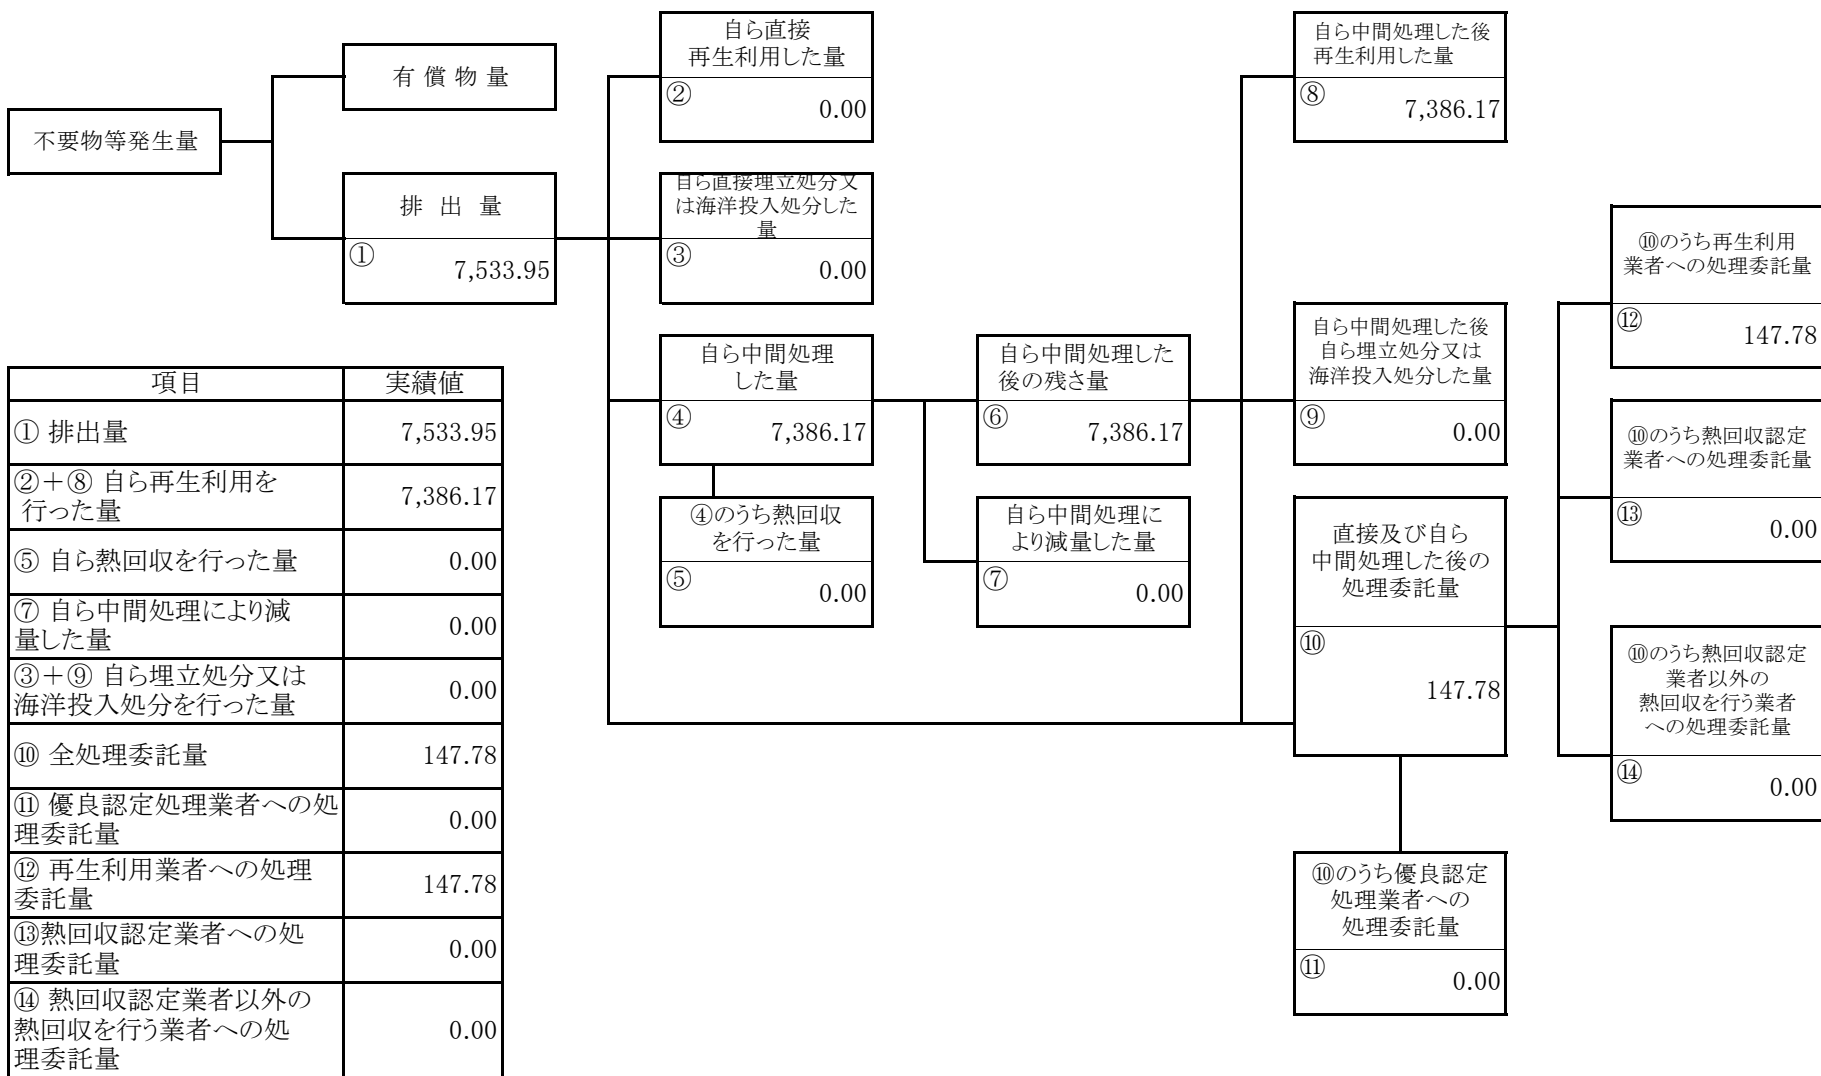 不要物等発生量
有 償 物 量
排 出 量
①
7,533.95
自ら直接
再生利用した量
②
0.00
自ら直接埋立処分又
は海洋投入処分した
量
③
0.00
自ら中間処理
した量
④
7,386.17
④のうち熱回収
を行った量
⑤
0.00
自ら中間処理した
後の残さ量
⑥
7,386.17
自ら中間処理に
より減量した量
⑦
0.00
自ら中間処理した後
再生利用した量
⑧
7,386.17
自ら中間処理した後
自ら埋立処分又は
海洋投入処分した量
⑨
0.00
直接及び自ら
中間処理した後の
処理委託量
⑩
147.78
⑩のうち優良認定
処理業者への
処理委託量
⑪
0.00
⑩のうち再生利用
業者への処理委託量
⑫
147.78
⑩のうち熱回収認定
業者への処理委託量
⑬
0.00
⑩のうち熱回収認定
業者以外の
熱回収を行う業者
への処理委託量
⑭
0.00
項目 実績値
① 排出量 7,533.95
②+⑧ 自ら再生利用を
行った量
7,386.17
⑤ 自ら熱回収を行った量 0.00
⑦ 自ら中間処理により減
量した量
0.00
③+⑨ 自ら埋立処分又は
海洋投入処分を行った量
0.00
⑩ 全処理委託量 147.78
⑪ 優良認定処理業者への処
理委託量
0.00
⑫ 再生利用業者への処理
委託量
147.78
⑬熱回収認定業者への処
理委託量
0.00
⑭ 熱回収認定業者以外の
熱回収を行う業者への処
理委託量
0.00